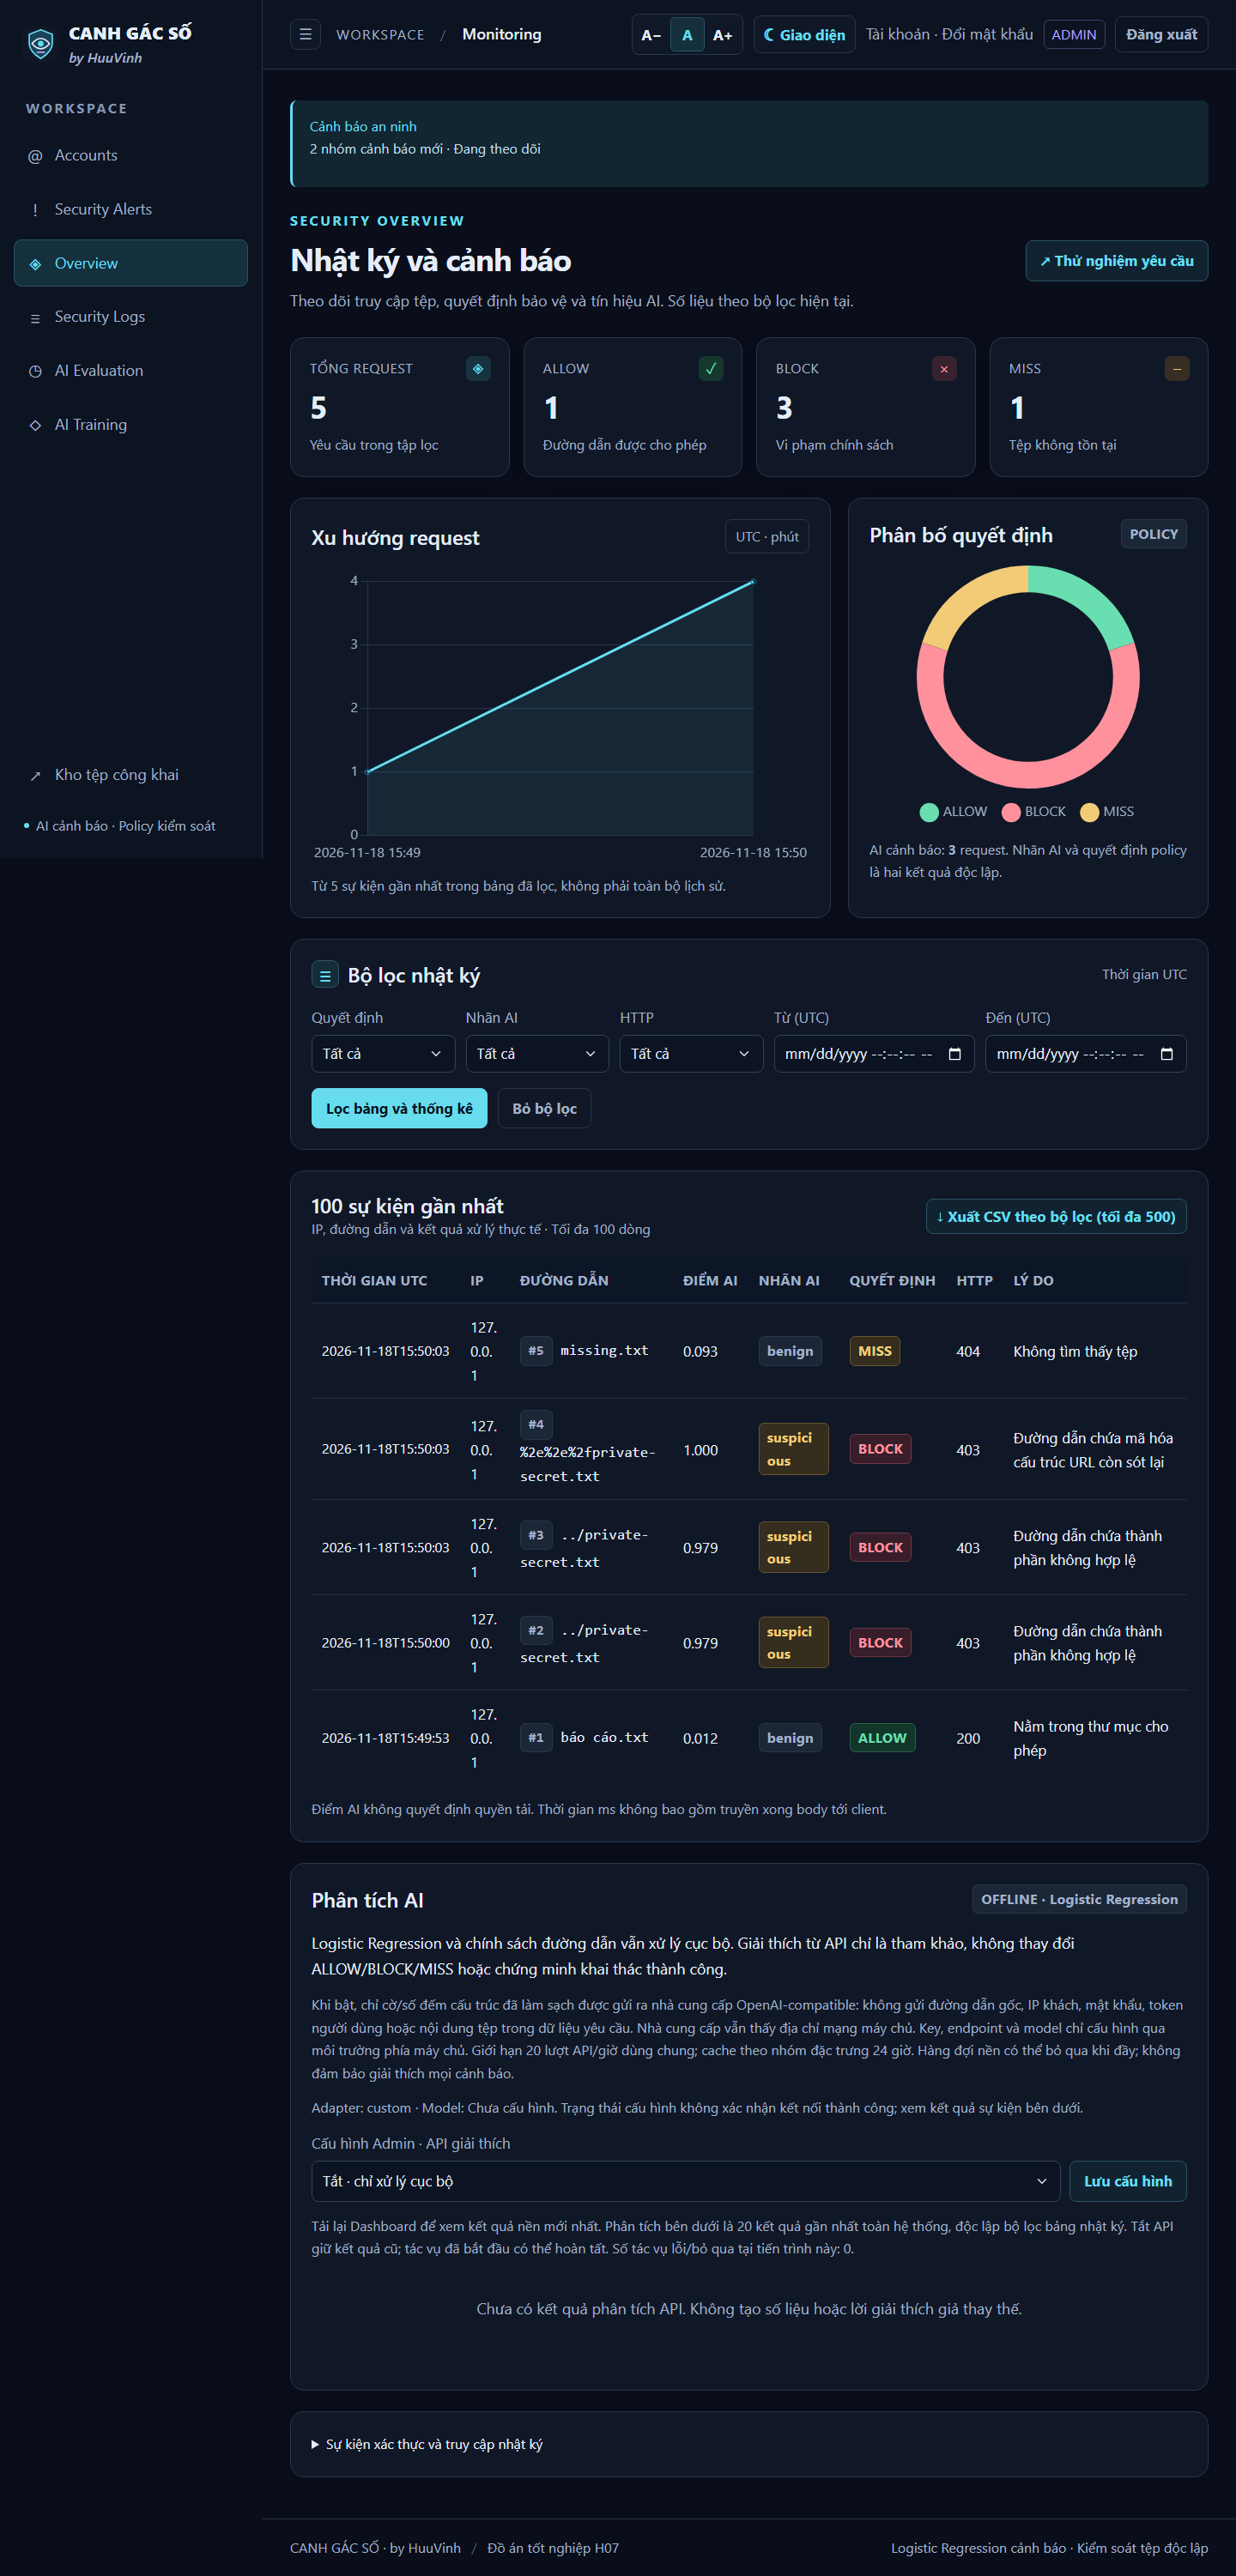 CANH GÁC SỐ
by HuuVinh
WORKSPACE
@ Accounts
! Security Alerts
Overview
Security Logs
AI Evaluation
AI Training
Kho tệp công khai
AI cảnh báo · Policy kiểm soát
WORKSPACE / Monitoring
A− A A+ Giao diện Tài khoản · Đổi mật khẩu ADMIN Đăng xuất
Cảnh báo an ninh
2 nhóm cảnh báo mới · Đang theo dõi
SECURITY OVERVIEW
Nhật ký và cảnh báo
↗ Thử nghiệm yêu cầu
Theo dõi truy cập tệp, quyết định bảo vệ và tín hiệu AI. Số liệu theo bộ lọc hiện tại.
TỔNG REQUEST
5
Yêu cầu trong tập lọc
ALLOW
1
Đường dẫn được cho phép
BLOCK
3
Vi phạm chính sách
MISS
1
Tệp không tồn tại
Xu hướng request
UTC · phút
4
3
2
1
0
2026-11-18 15:49 2026-11-18 15:50
Từ 5 sự kiện gần nhất trong bảng đã lọc, không phải toàn bộ lịch sử.
Phân bố quyết định
POLICY
ALLOW BLOCK MISS
AI cảnh báo: 3 request. Nhãn AI và quyết định policy
là hai kết quả độc lập.
Bộ lọc nhật ký
Thời gian UTC
Quyết định Nhãn AI HTTP Từ (UTC) Đến (UTC)
Tất cả Tất cả Tất cả mm/dd/yyyy --:--:-- -- mm/dd/yyyy --:--:-- --
Lọc bảng và thống kê Bỏ bộ lọc
100 sự kiện gần nhất
IP, đường dẫn và kết quả xử lý thực tế · Tối đa 100 dòng
↓ Xuất CSV theo bộ lọc (tối đa 500)
THỜI GIAN UTC IP ĐƯỜNG DẪN ĐIỂM AI NHÃN AI QUYẾT ĐỊNH HTTP LÝ DO
127.
2026-11-18T15:50:03 0.0. #5 missing.txt 0.093 benign MISS 404 Không tìm thấy tệp
1
127. #4 suspici Đường dẫn chứa mã hóa
2026-11-18T15:50:03 0.0. %2e%2e%2fprivate- 1.000 BLOCK 403
1 secret.txt ous cấu trúc URL còn sót lại
127. #3 ../private- suspici Đường dẫn chứa thành
2026-11-18T15:50:03 0.0. 0.979 BLOCK 403
1 secret.txt ous phần không hợp lệ
127. #2 ../private- suspici Đường dẫn chứa thành
2026-11-18T15:50:00 0.0. 0.979 BLOCK 403
1 secret.txt ous phần không hợp lệ
127. Nằm trong thư mục cho
2026-11-18T15:49:53 0.0. #1 báo cáo.txt 0.012 benign ALLOW 200
1 phép
Điểm AI không quyết định quyền tải. Thời gian ms không bao gồm truyền xong body tới client.
Phân tích AI
OFFLINE · Logistic Regression
Logistic Regression và chính sách đường dẫn vẫn xử lý cục bộ. Giải thích từ API chỉ là tham khảo, không thay đổi
ALLOW/BLOCK/MISS hoặc chứng minh khai thác thành công.
Khi bật, chỉ cờ/số đếm cấu trúc đã làm sạch được gửi ra nhà cung cấp OpenAI-compatible: không gửi đường dẫn gốc, IP khách, mật khẩu, token
người dùng hoặc nội dung tệp trong dữ liệu yêu cầu. Nhà cung cấp vẫn thấy địa chỉ mạng máy chủ. Key, endpoint và model chỉ cấu hình qua
môi trường phía máy chủ. Giới hạn 20 lượt API/giờ dùng chung; cache theo nhóm đặc trưng 24 giờ. Hàng đợi nền có thể bỏ qua khi đầy; không
đảm bảo giải thích mọi cảnh báo.
Adapter: custom · Model: Chưa cấu hình. Trạng thái cấu hình không xác nhận kết nối thành công; xem kết quả sự kiện bên dưới.
Cấu hình Admin · API giải thích
Tắt · chỉ xử lý cục bộ Lưu cấu hình
Tải lại Dashboard để xem kết quả nền mới nhất. Phân tích bên dưới là 20 kết quả gần nhất toàn hệ thống, độc lập bộ lọc bảng nhật ký. Tắt API
giữ kết quả cũ; tác vụ đã bắt đầu có thể hoàn tất. Số tác vụ lỗi/bỏ qua tại tiến trình này: 0.
Chưa có kết quả phân tích API. Không tạo số liệu hoặc lời giải thích giả thay thế.
Sự kiện xác thực và truy cập nhật ký
CANH GÁC SỐ · by HuuVinh / Đồ án tốt nghiệp H07
Logistic Regression cảnh báo · Kiểm soát tệp độc lập